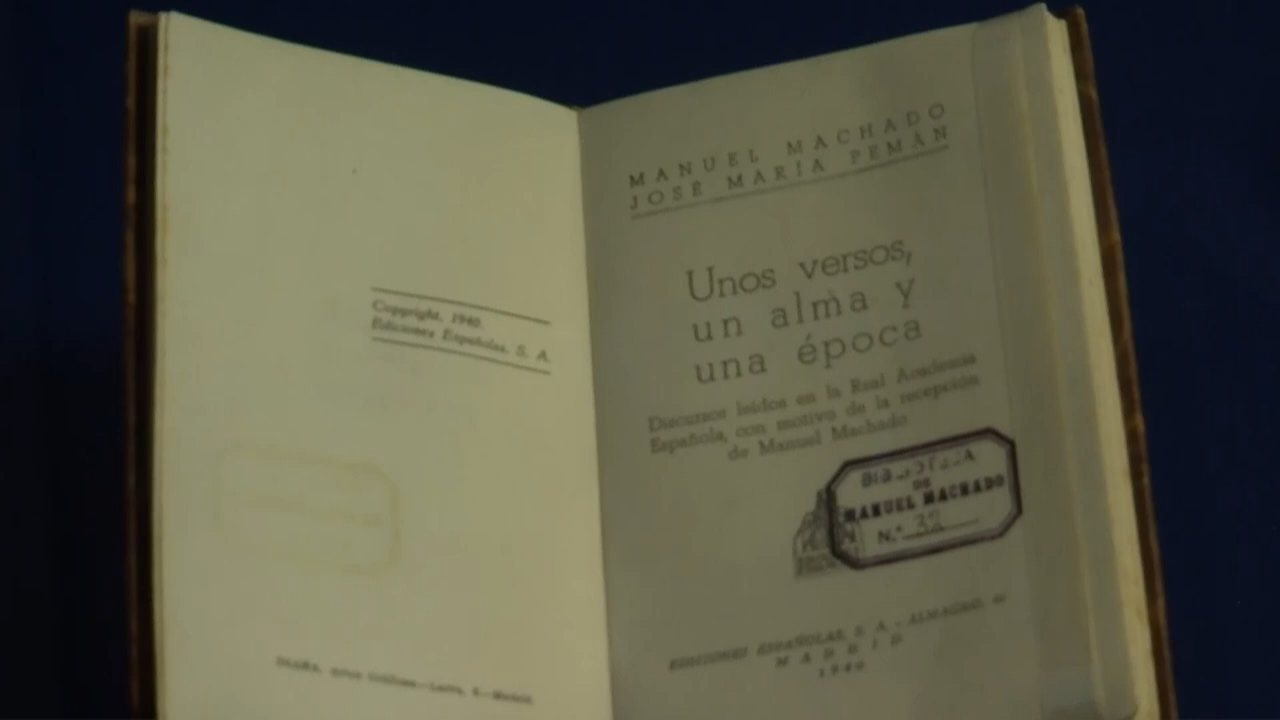 Copyright, 1940.
Ediciones Españolas, S. A.
MANUEL MACHADO
JOSÉ MARÍA PEMÁN
Unos versos,
un alma y
una época
Discursos leídos en la Real Academia
Española, con motivo de la recepción
de Manuel Machado
BIBLIOTECA
DE
MANUEL MACHADO
N.º 32
EDICIONES ESPAÑOLAS, S. A. - ALMAGRO,
MADRID
1940